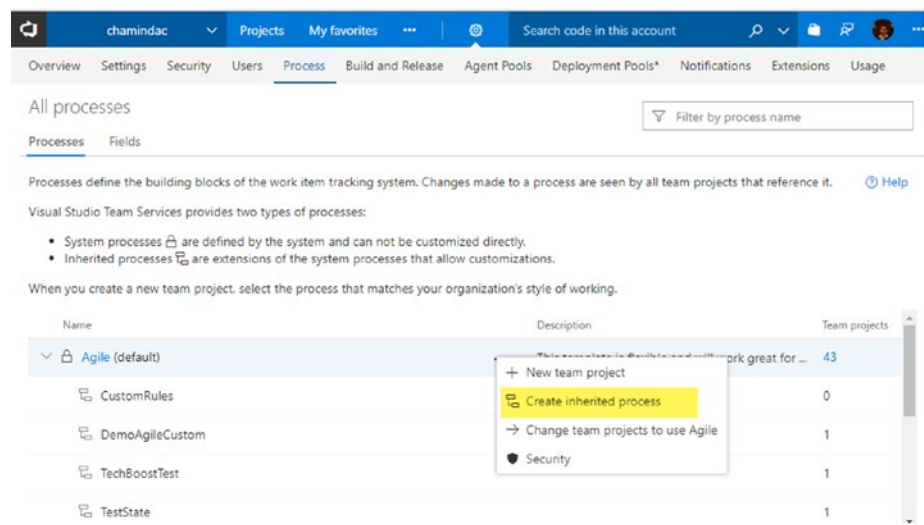 chamindac Projects My favorites ... Search code in this account ...
Overview Settings Security Users Process Build and Release Agent Pools Deployment Pools* Notifications Extensions Usage
All processes
Filter by process name
Processes Fields
Processes define the building blocks of the work item tracking system. Changes made to a process are seen by all team projects that reference it. Help
Visual Studio Team Services provides two types of processes:
• System processes are defined by the system and can not be customized directly.
• Inherited processes are extensions of the system processes that allow customizations.
When you create a new team project, select the process that matches your organization's style of working.
Name Description Team projects
Agile (default) great for ... 43
+ New team project
CustomRules 0
Create inherited process
DemoAgileCustom 1
Change team projects to use Agile
TechBoostTest 1
Security
TestState 1